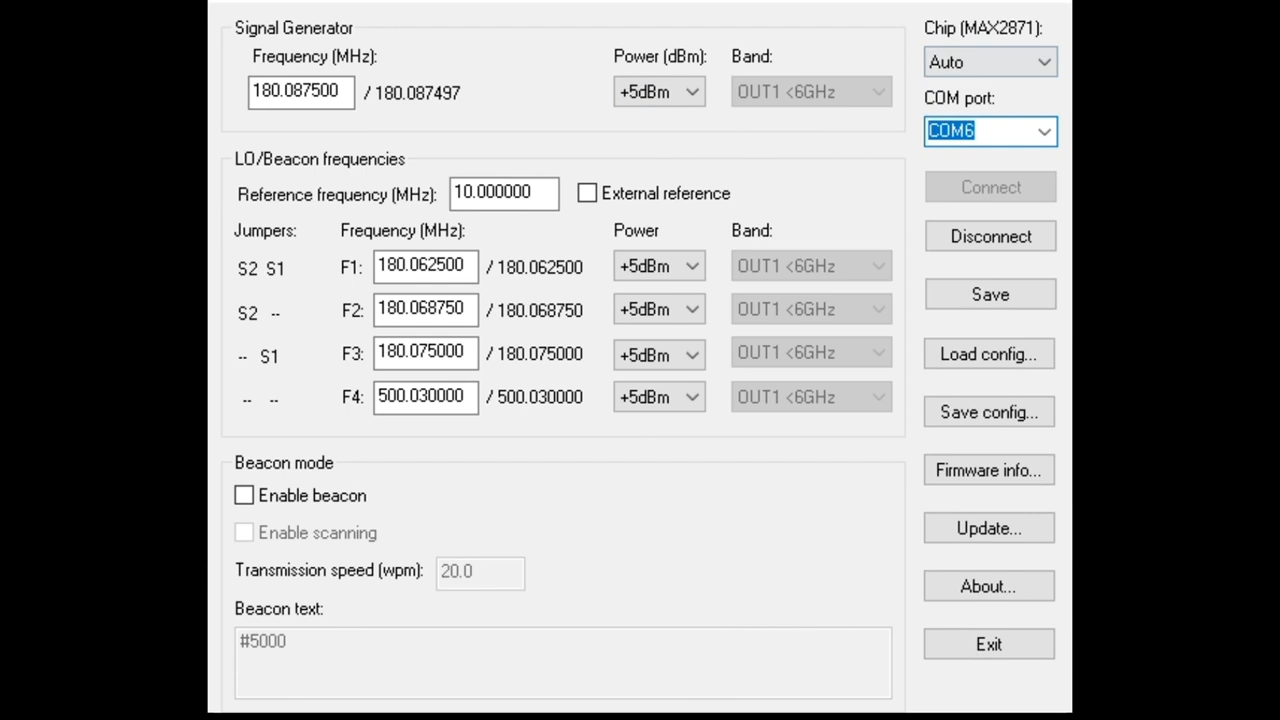 Signal Generator
Frequency (MHz): Power (dBm): Band:
180.087500 / 180.087497 +5dBm OUT1 <6GHz
LO/Beacon frequencies
Reference frequency (MHz): 10.000000 External reference
Jumpers: Frequency (MHz): Power Band:
S2 S1 F1: 180.062500 / 180.062500 +5dBm OUT1 <6GHz
S2 -- F2: 180.068750 / 180.068750 +5dBm OUT1 <6GHz
-- S1 F3: 180.075000 / 180.075000 +5dBm OUT1 <6GHz
-- -- F4: 500.030000 / 500.030000 +5dBm OUT1 <6GHz
Beacon mode
Enable beacon
Enable scanning
Transmission speed (wpm): 20.0
Beacon text:
#5000
Chip (MAX2871):
Auto
COM port:
COM6
Connect
Disconnect
Save
Load config...
Save config...
Firmware info...
Update...
About...
Exit